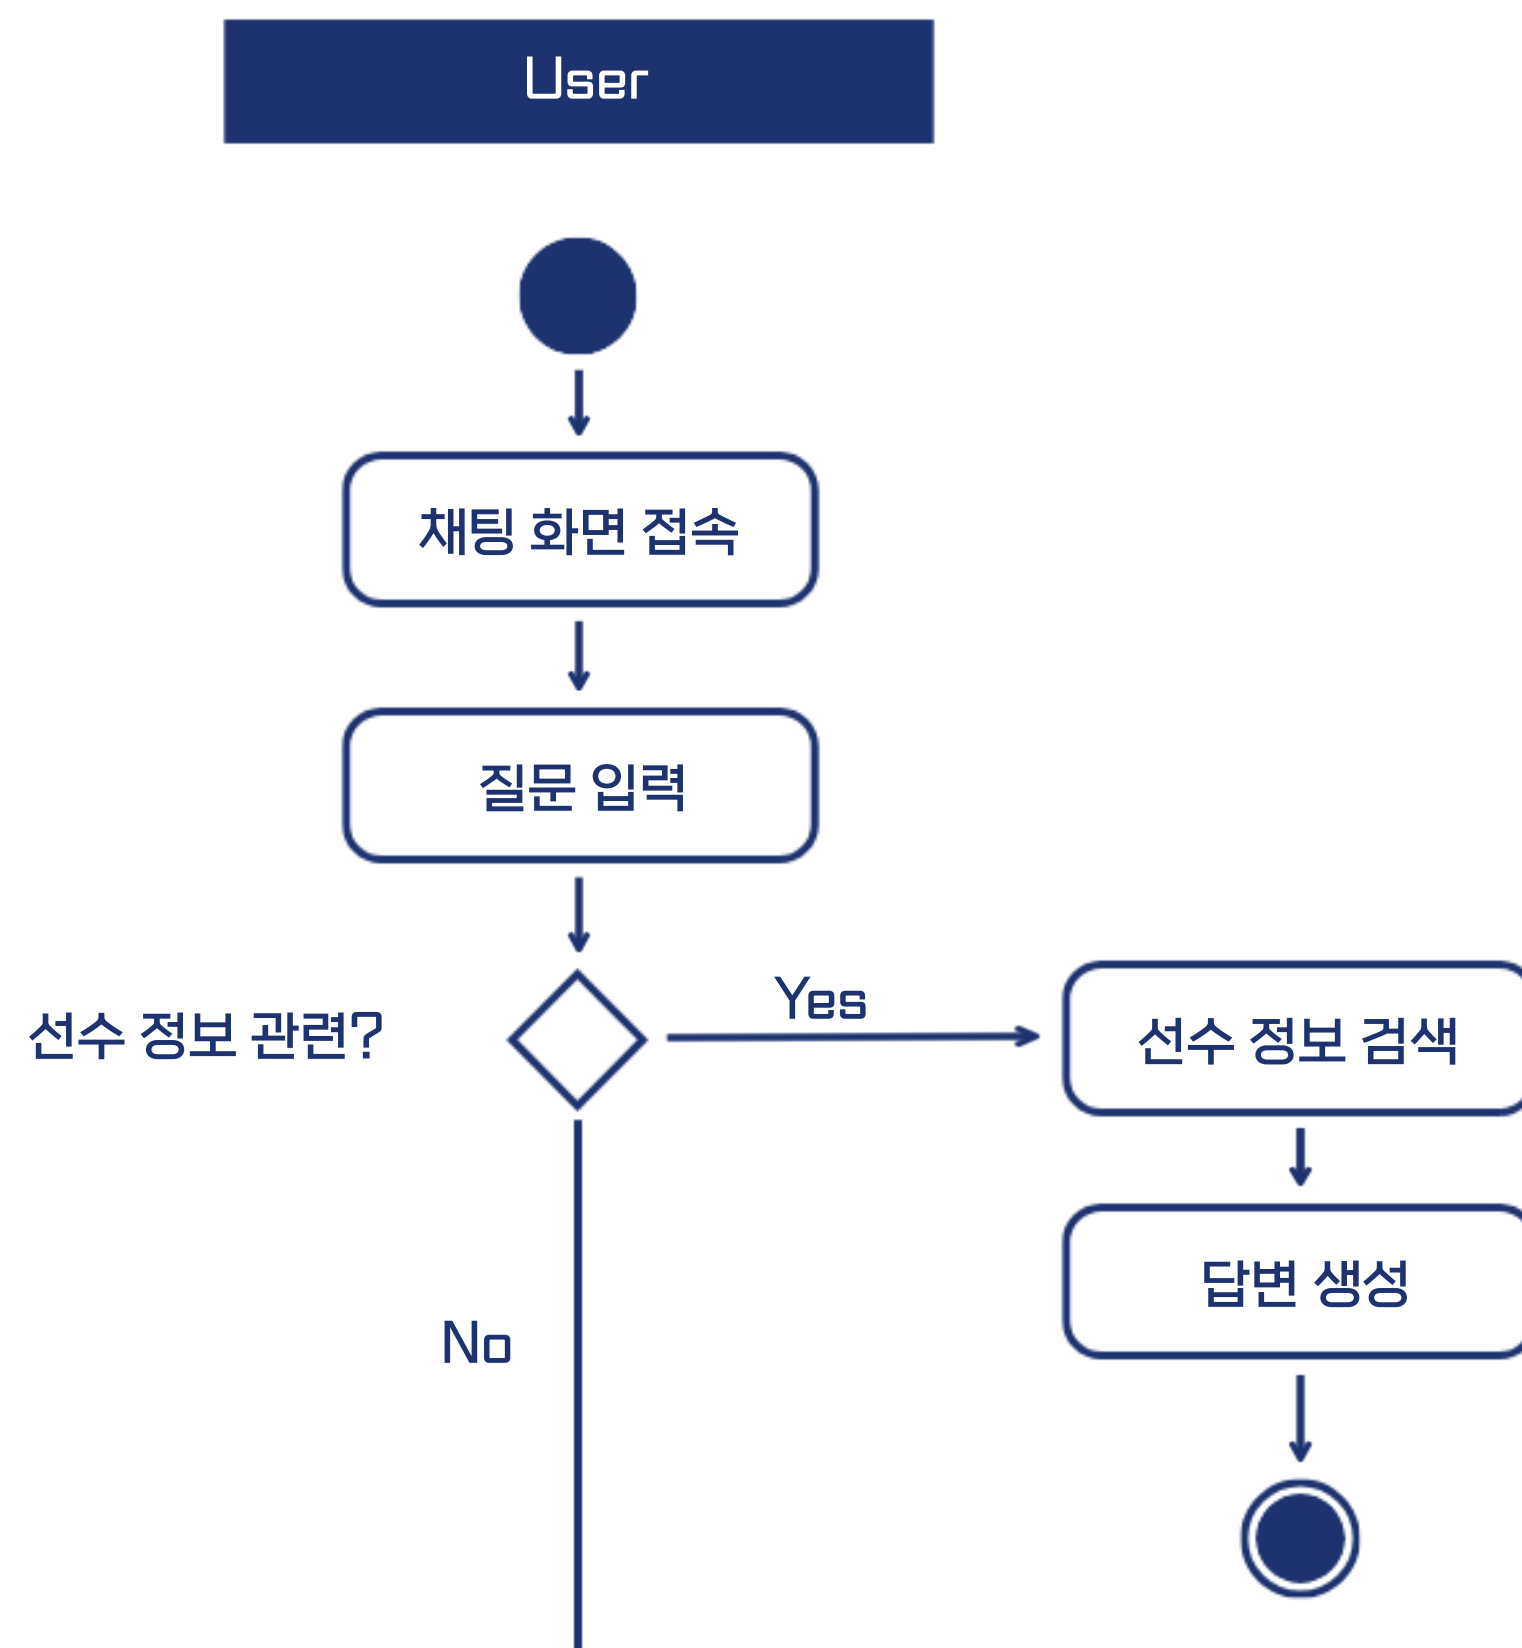 User
채팅 화면 접속
질문 입력
선수 정보 관련?
Yes
선수 정보 검색
답변 생성
No